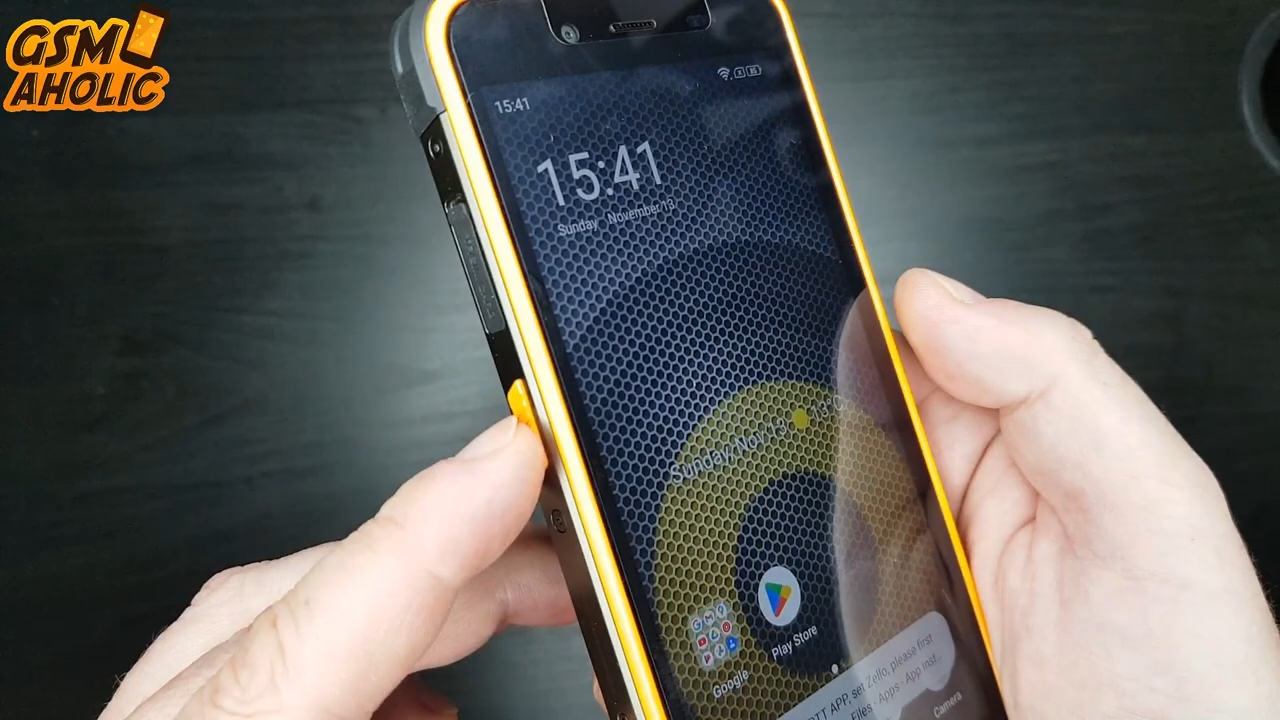 GSM
AHOLIC
15:41
15:41
Sunday November 13
Sunday, Nov 13
Play Store
Google
PTT APP, set Zello, please first
Files - Apps - App inst...
Camera